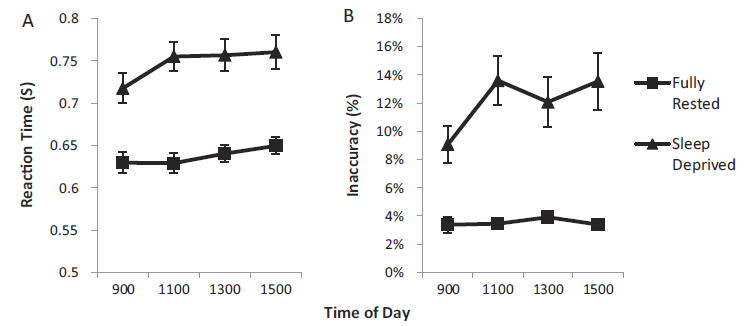 A
Reaction Time (S)
0.8
0.75
0.7
0.65
0.6
0.55
0.5
900 1100 1300 1500
B
Inaccuracy (%)
18%
16%
14%
12%
10%
8%
6%
4%
2%
0%
900 1100 1300 1500
Fully
Rested
Sleep
Deprived
Time of Day